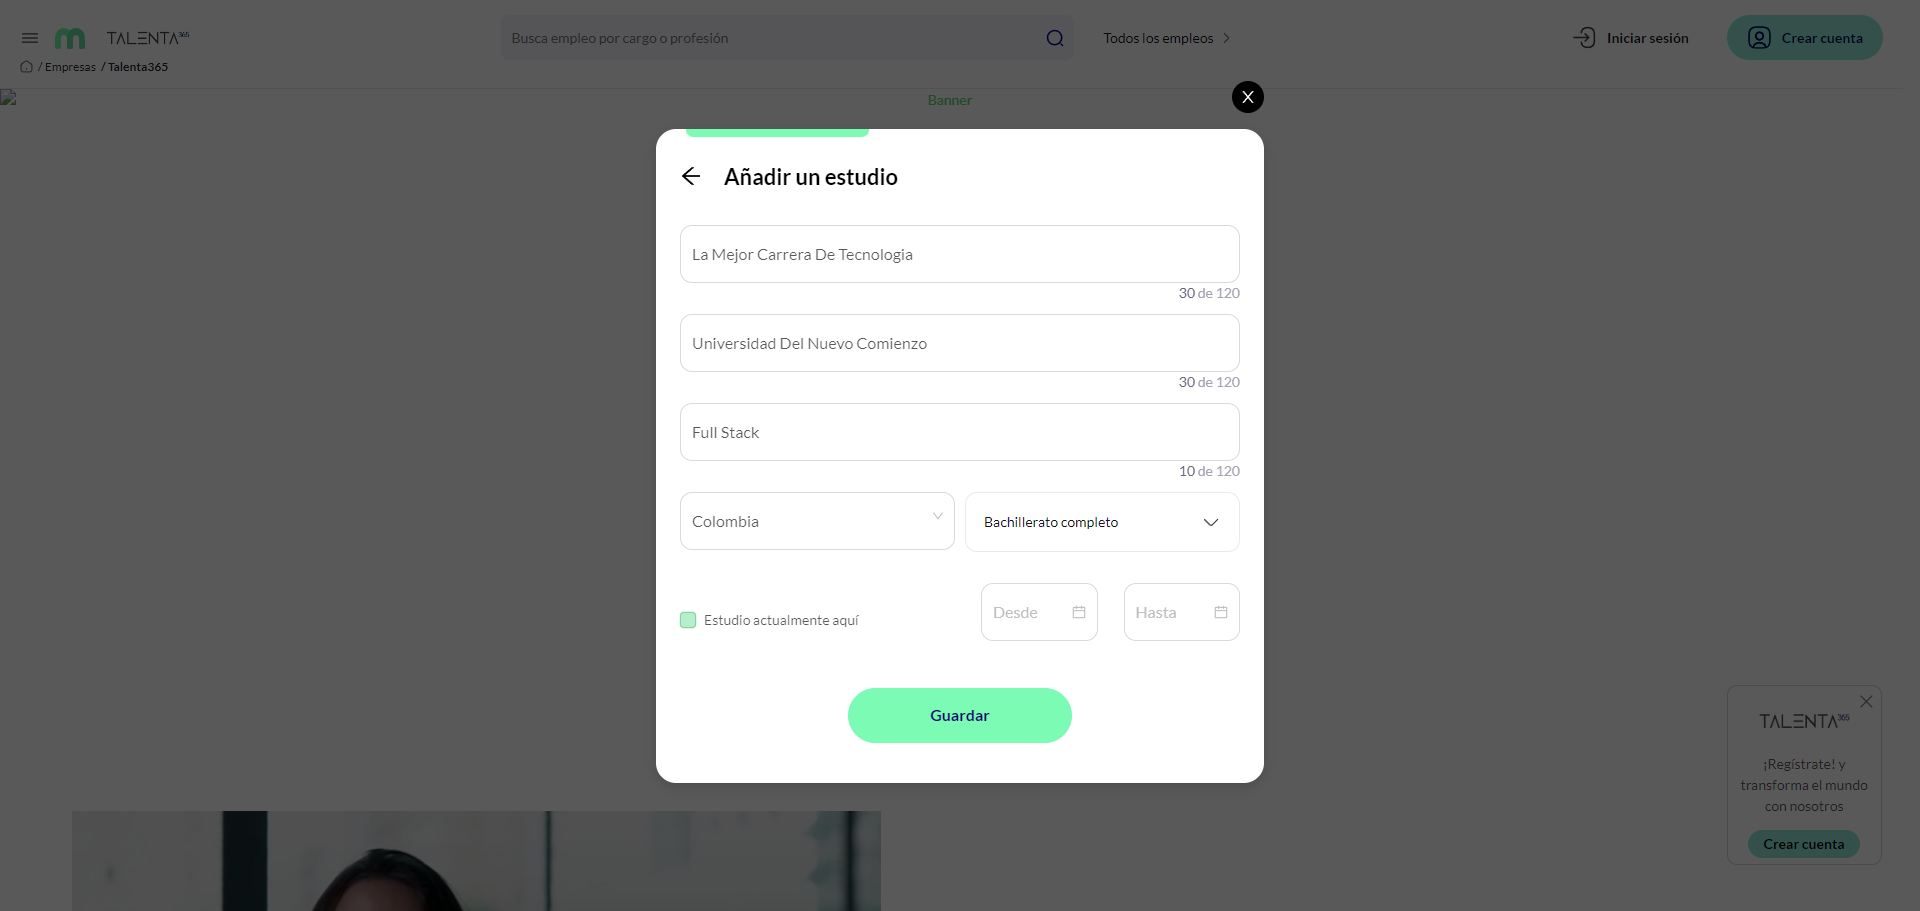 TALENTA365
Busca empleo por cargo o profesión
Todos los empleos
Iniciar sesión
Crear cuenta
/ Empresas / Talenta365
Banner
X
Añadir un estudio
La Mejor Carrera De Tecnologia
30 de 120
Universidad Del Nuevo Comienzo
30 de 120
Full Stack
10 de 120
Colombia
Bachillerato completo
Estudio actualmente aquí
Desde
Hasta
Guardar
TALENTA365
¡Regístrate! y
transforma el mundo
con nosotros
Crear cuenta